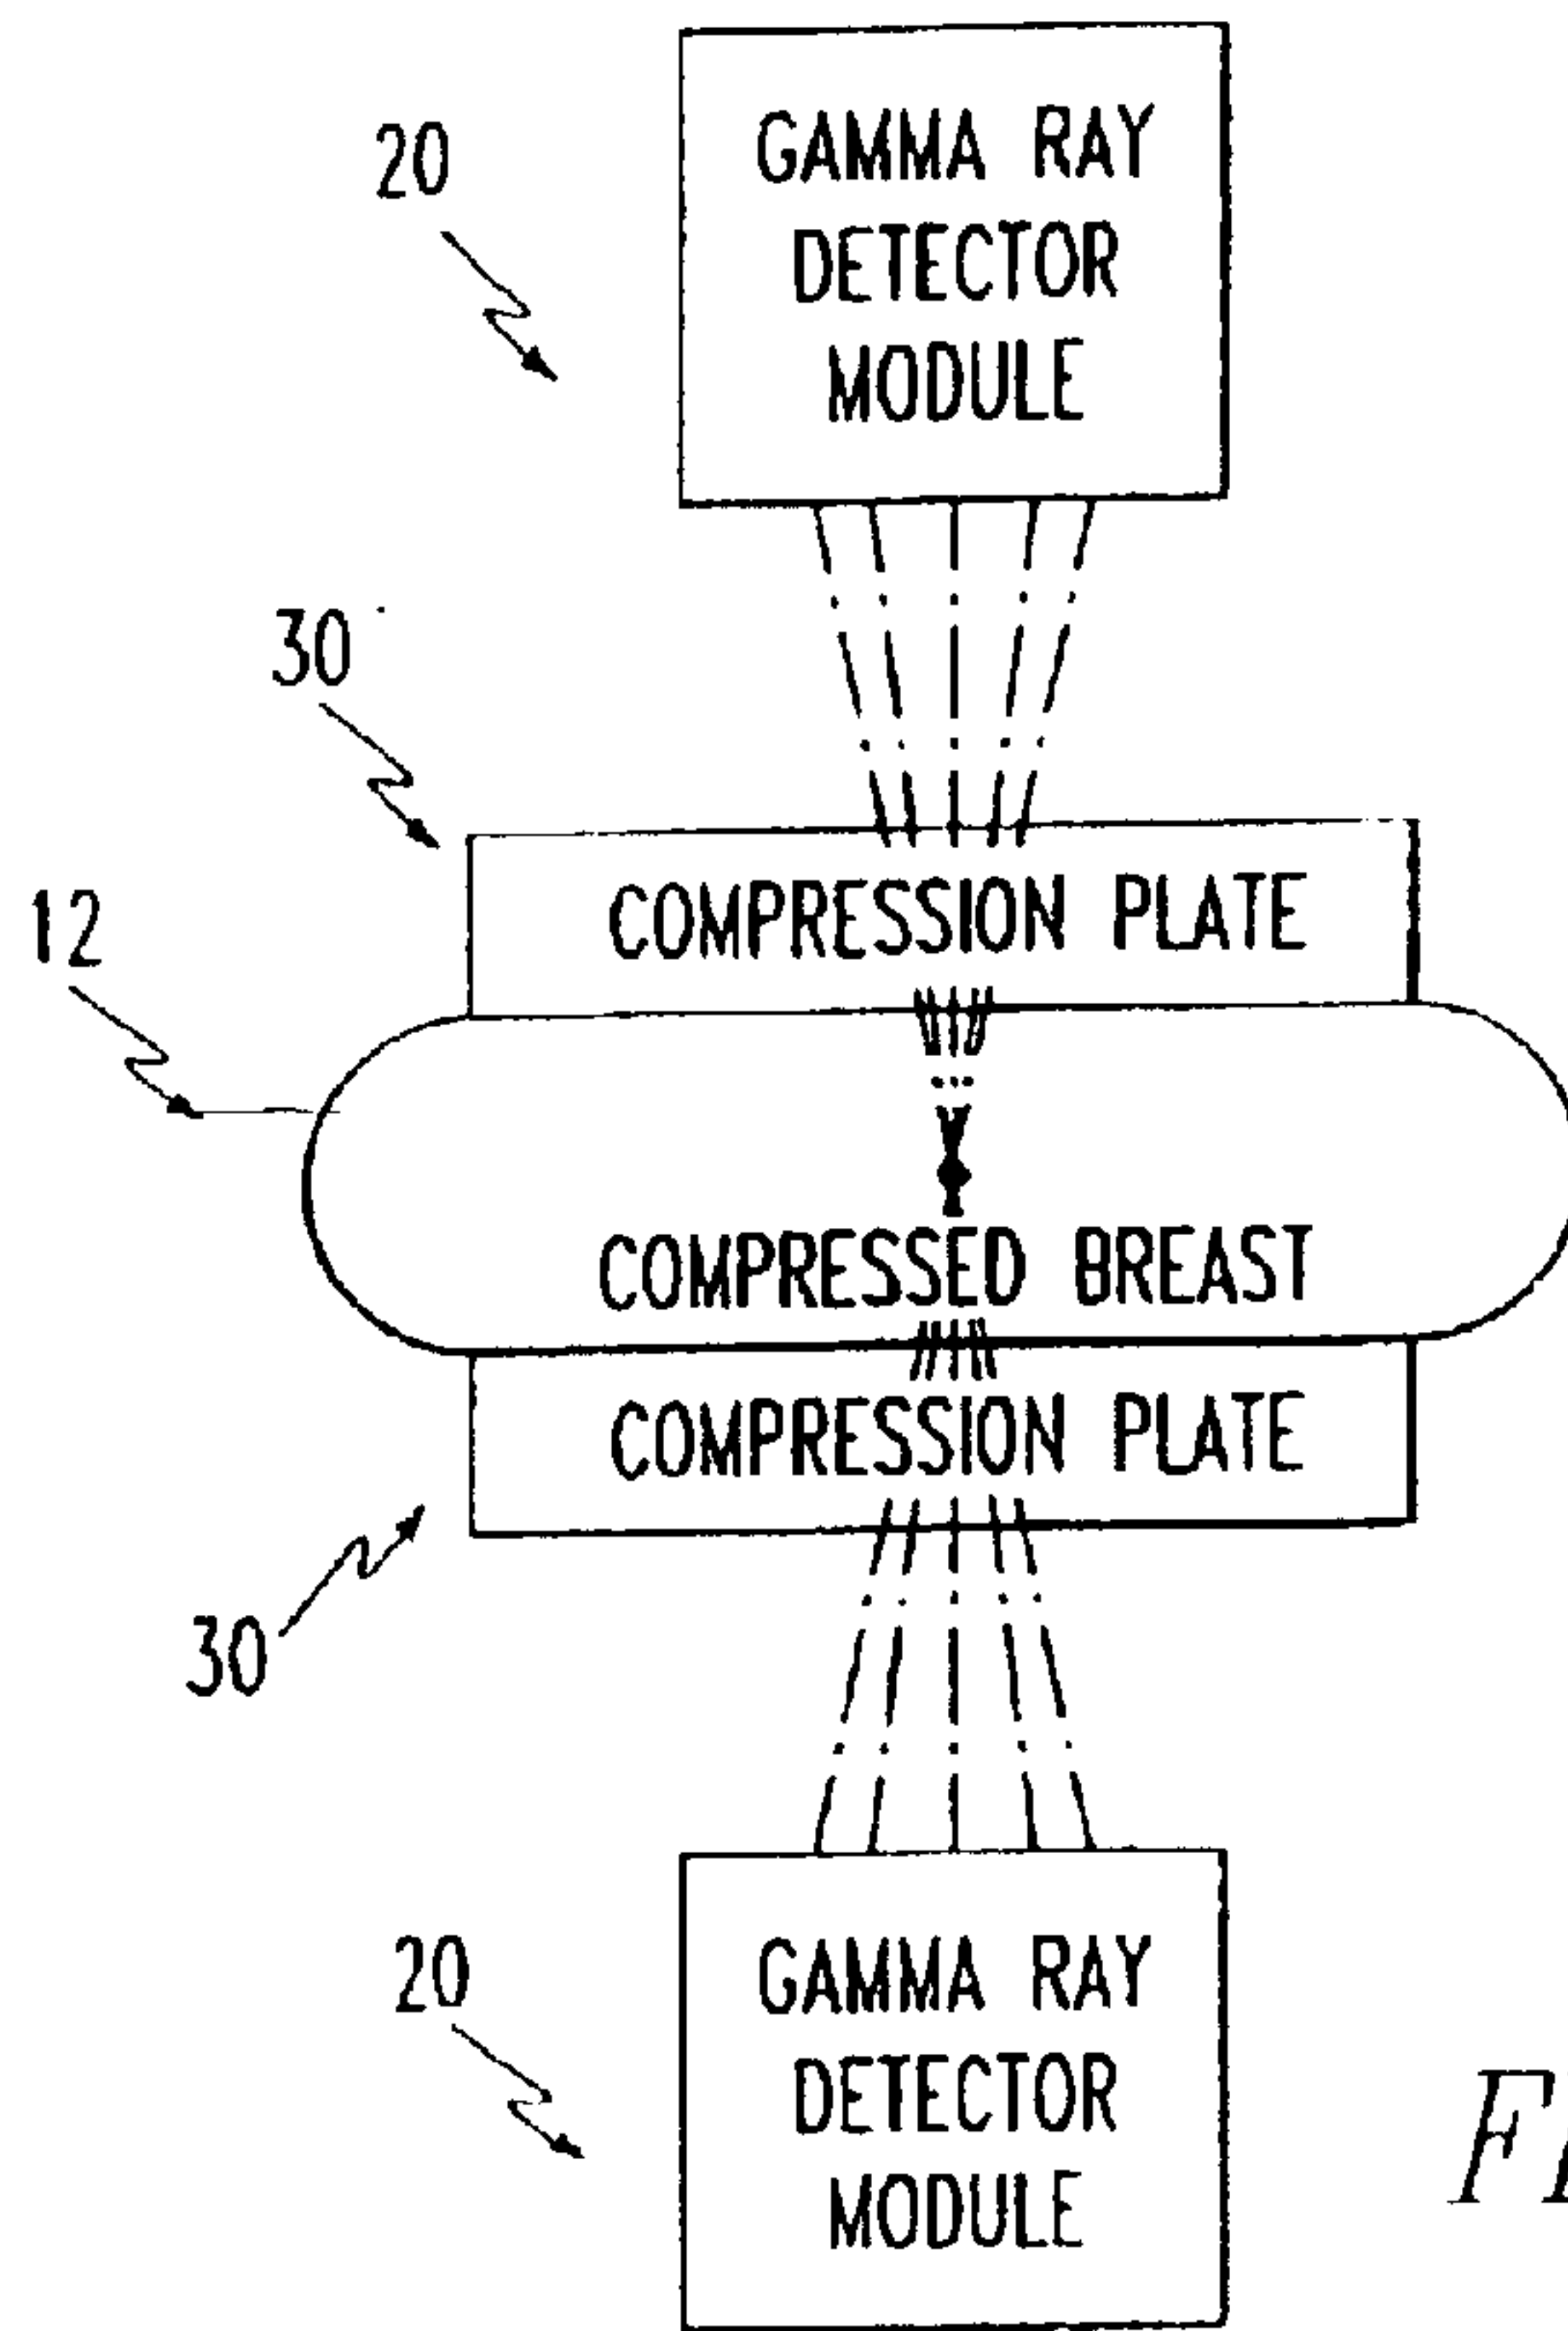 20
GAMMA RAY
DETECTOR
MODULE
30
12
COMPRESSION PLATE
COMPRESSED BREAST
COMPRESSION PLATE
30
20
GAMMA RAY
DETECTOR
MODULE